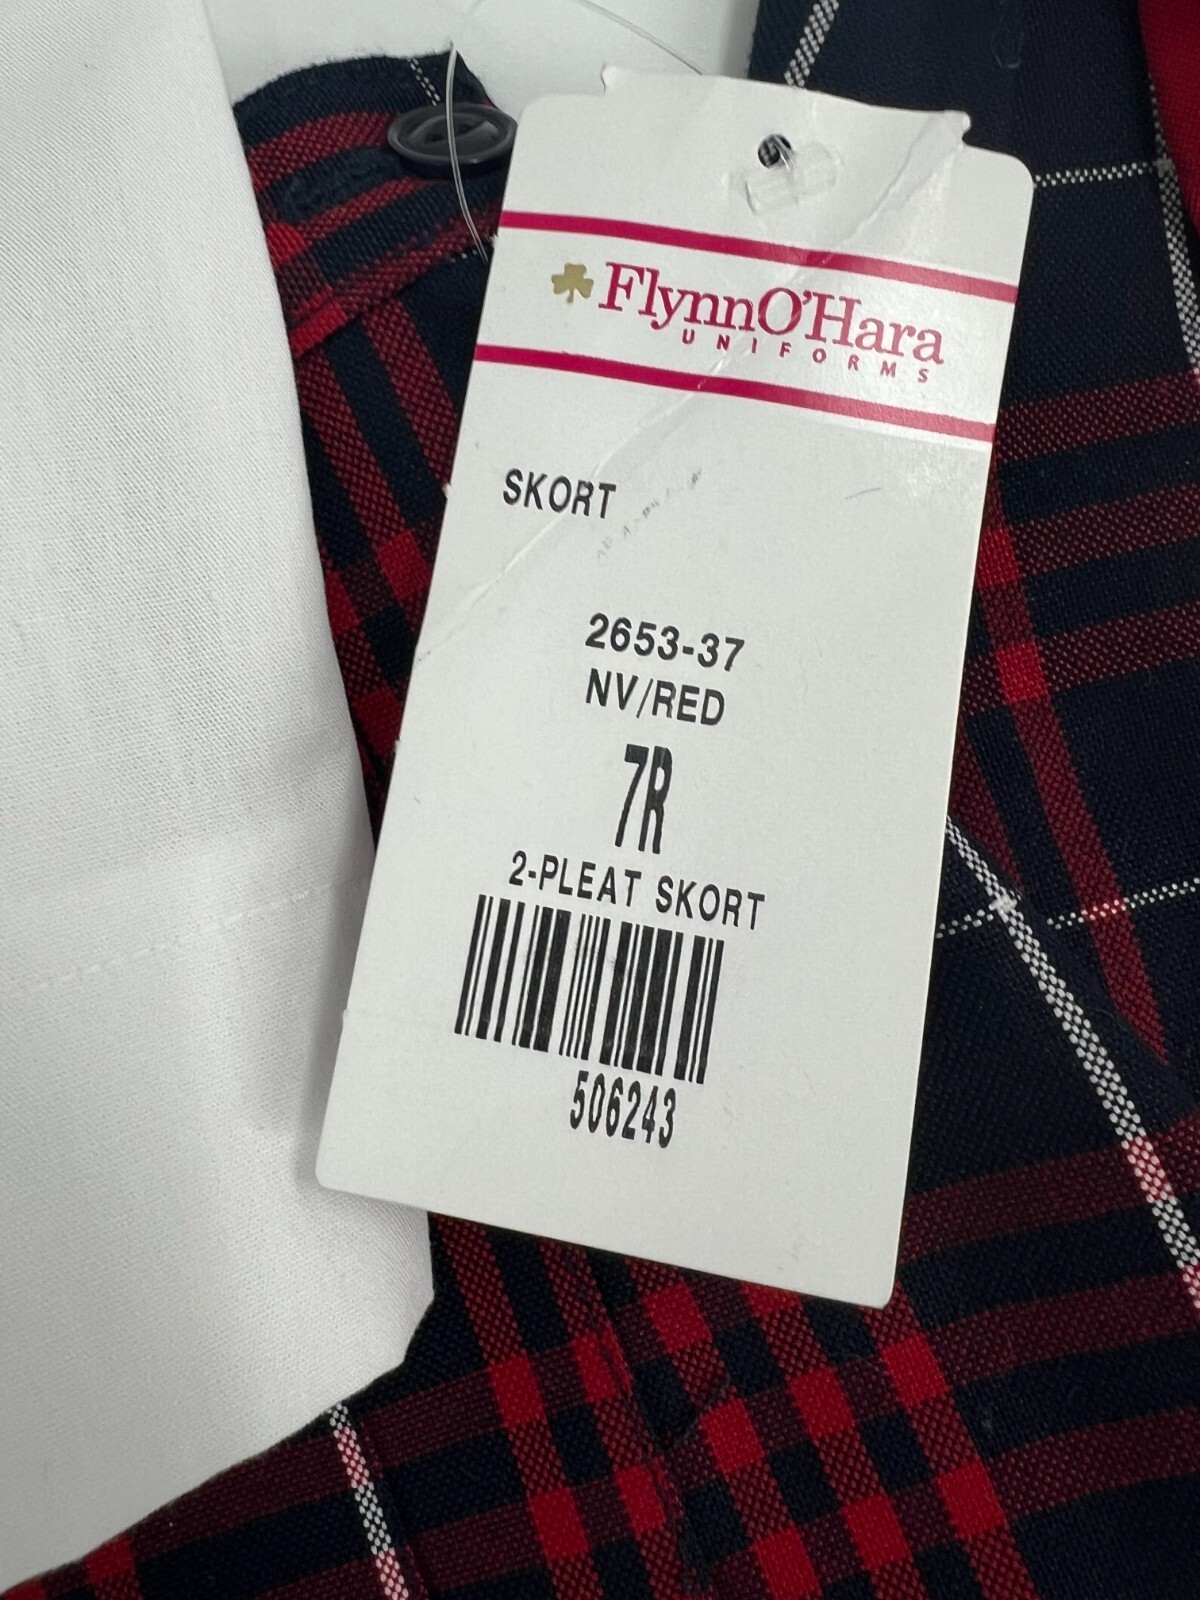 FlynnO'Hara
UNIFORMS
SKORT
2653-37
NV/RED
7R
2-PLEAT SKORT
506243